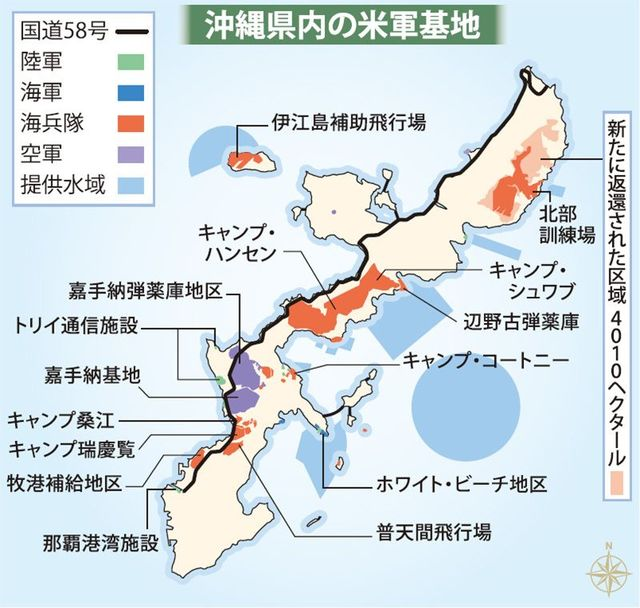 沖縄県内の米軍基地
国道58号
陸軍
海軍
海兵隊
空軍
提供水域
伊江島補助飛行場
新たに返還された区域 4010ヘクタール
北部
訓練場
キャンプ・
ハンセン
キャンプ・
シュワブ
嘉手納弾薬庫地区
辺野古弾薬庫
トリイ通信施設
キャンプ・コートニー
嘉手納基地
キャンプ桑江
キャンプ瑞慶覧
牧港補給地区
ホワイト・ビーチ地区
那覇港湾施設
普天間飛行場
N